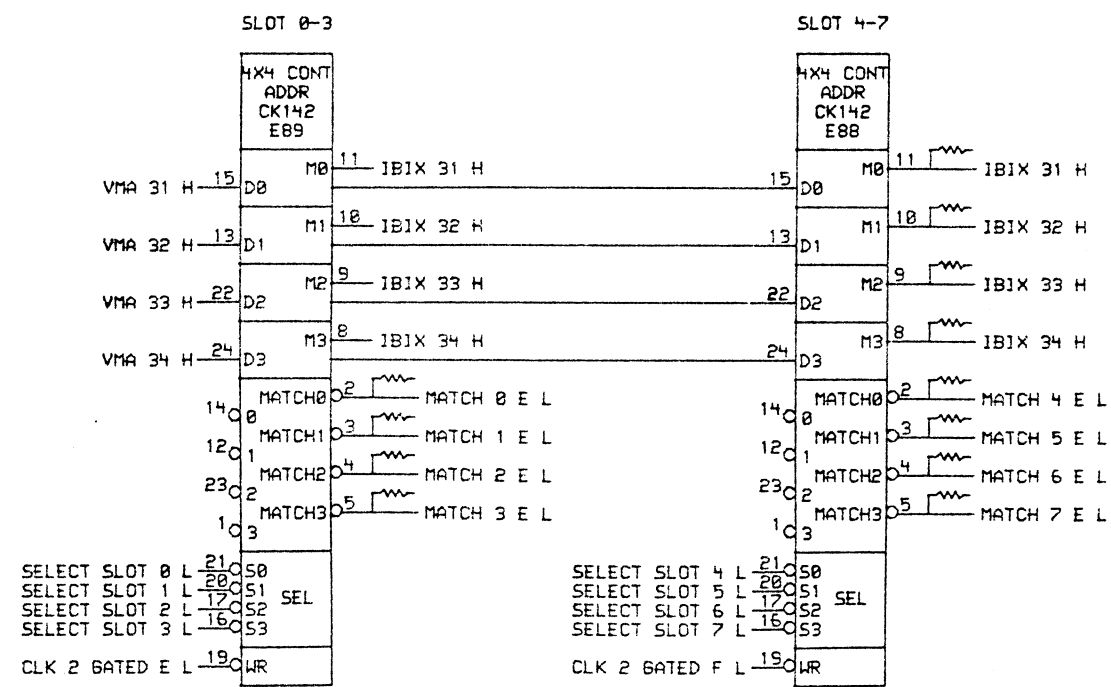 SLOT 0-3
4X4 CONT
ADDR
CK142
E89
VMA 31 H 15 D0 M0 11 IBIX 31 H
VMA 32 H 13 D1 M1 10 IBIX 32 H
VMA 33 H 22 D2 M2 9 IBIX 33 H
VMA 34 H 24 D3 M3 8 IBIX 34 H
MATCH0 2 MATCH 0 E L
14 0
MATCH1 3 MATCH 1 E L
12 1
MATCH2 4 MATCH 2 E L
23 2
MATCH3 5 MATCH 3 E L
1 3
SELECT SLOT 0 L 21 S0
SELECT SLOT 1 L 20 S1
SEL
SELECT SLOT 2 L 17 S2
SELECT SLOT 3 L 16 S3
CLK 2 GATED E L 19 WR
SLOT 4-7
4X4 CONT
ADDR
CK142
E88
15 D0 M0 11 IBIX 31 H
13 D1 M1 10 IBIX 32 H
22 D2 M2 9 IBIX 33 H
24 D3 M3 8 IBIX 34 H
MATCH0 2 MATCH 4 E L
14 0
MATCH1 3 MATCH 5 E L
12 1
MATCH2 4 MATCH 6 E L
23 2
MATCH3 5 MATCH 7 E L
1 3
SELECT SLOT 4 L 21 S0
SELECT SLOT 5 L 20 S1
SEL
SELECT SLOT 6 L 17 S2
SELECT SLOT 7 L 16 S3
CLK 2 GATED F L 19 WR